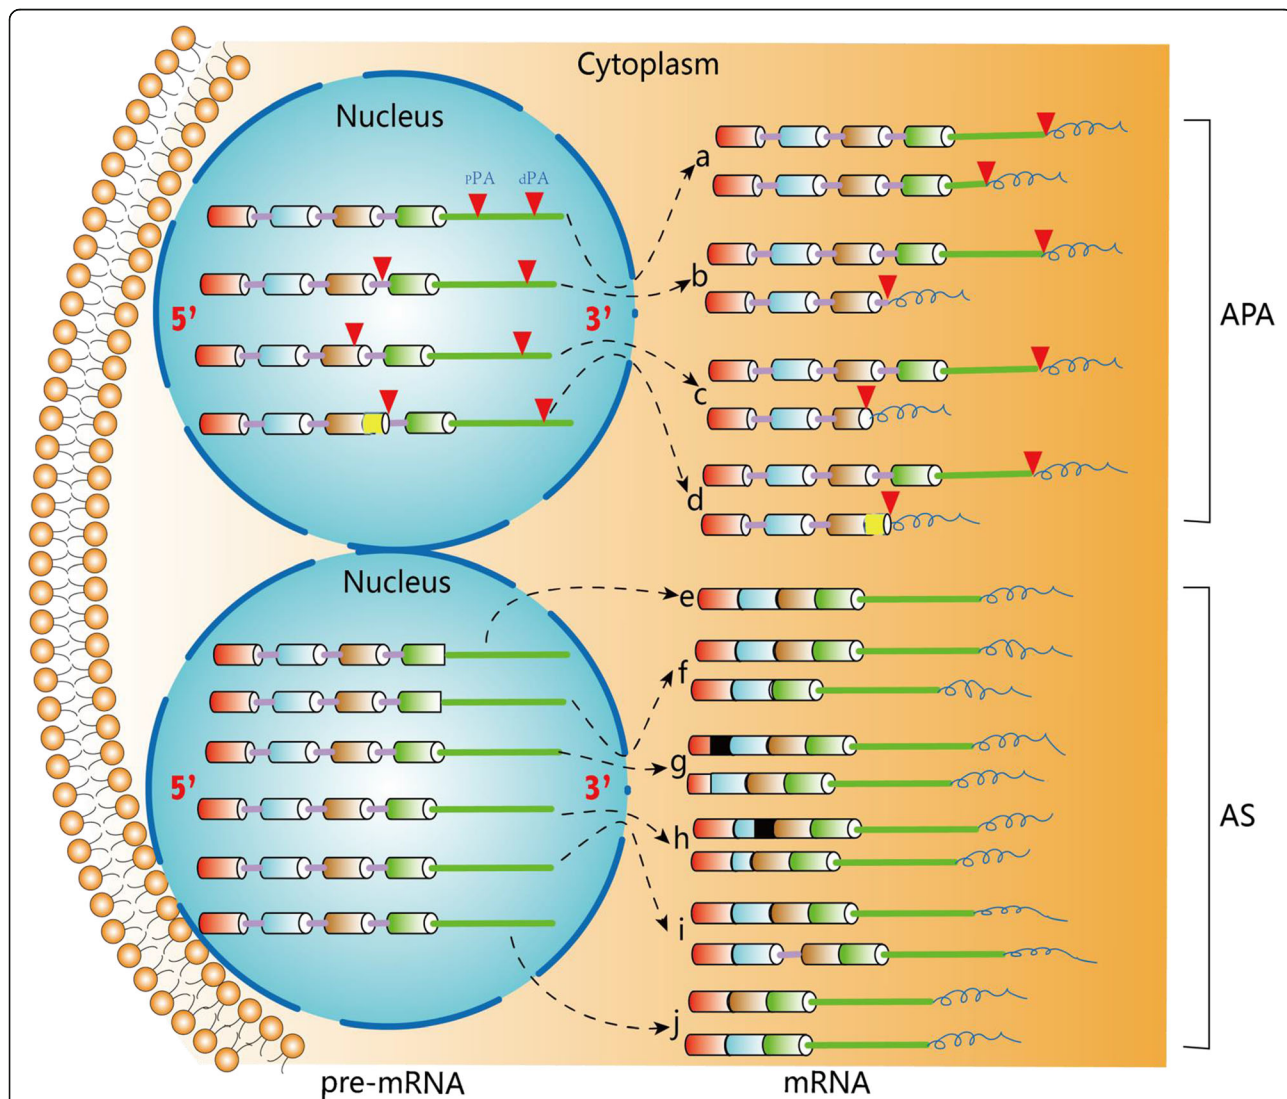 Cytoplasm
Nucleus
pPA dPA
5’ 3’
a
b
c
d
APA
Nucleus
5’ 3’
e
f
g
h
i
j
AS
pre-mRNA mRNA